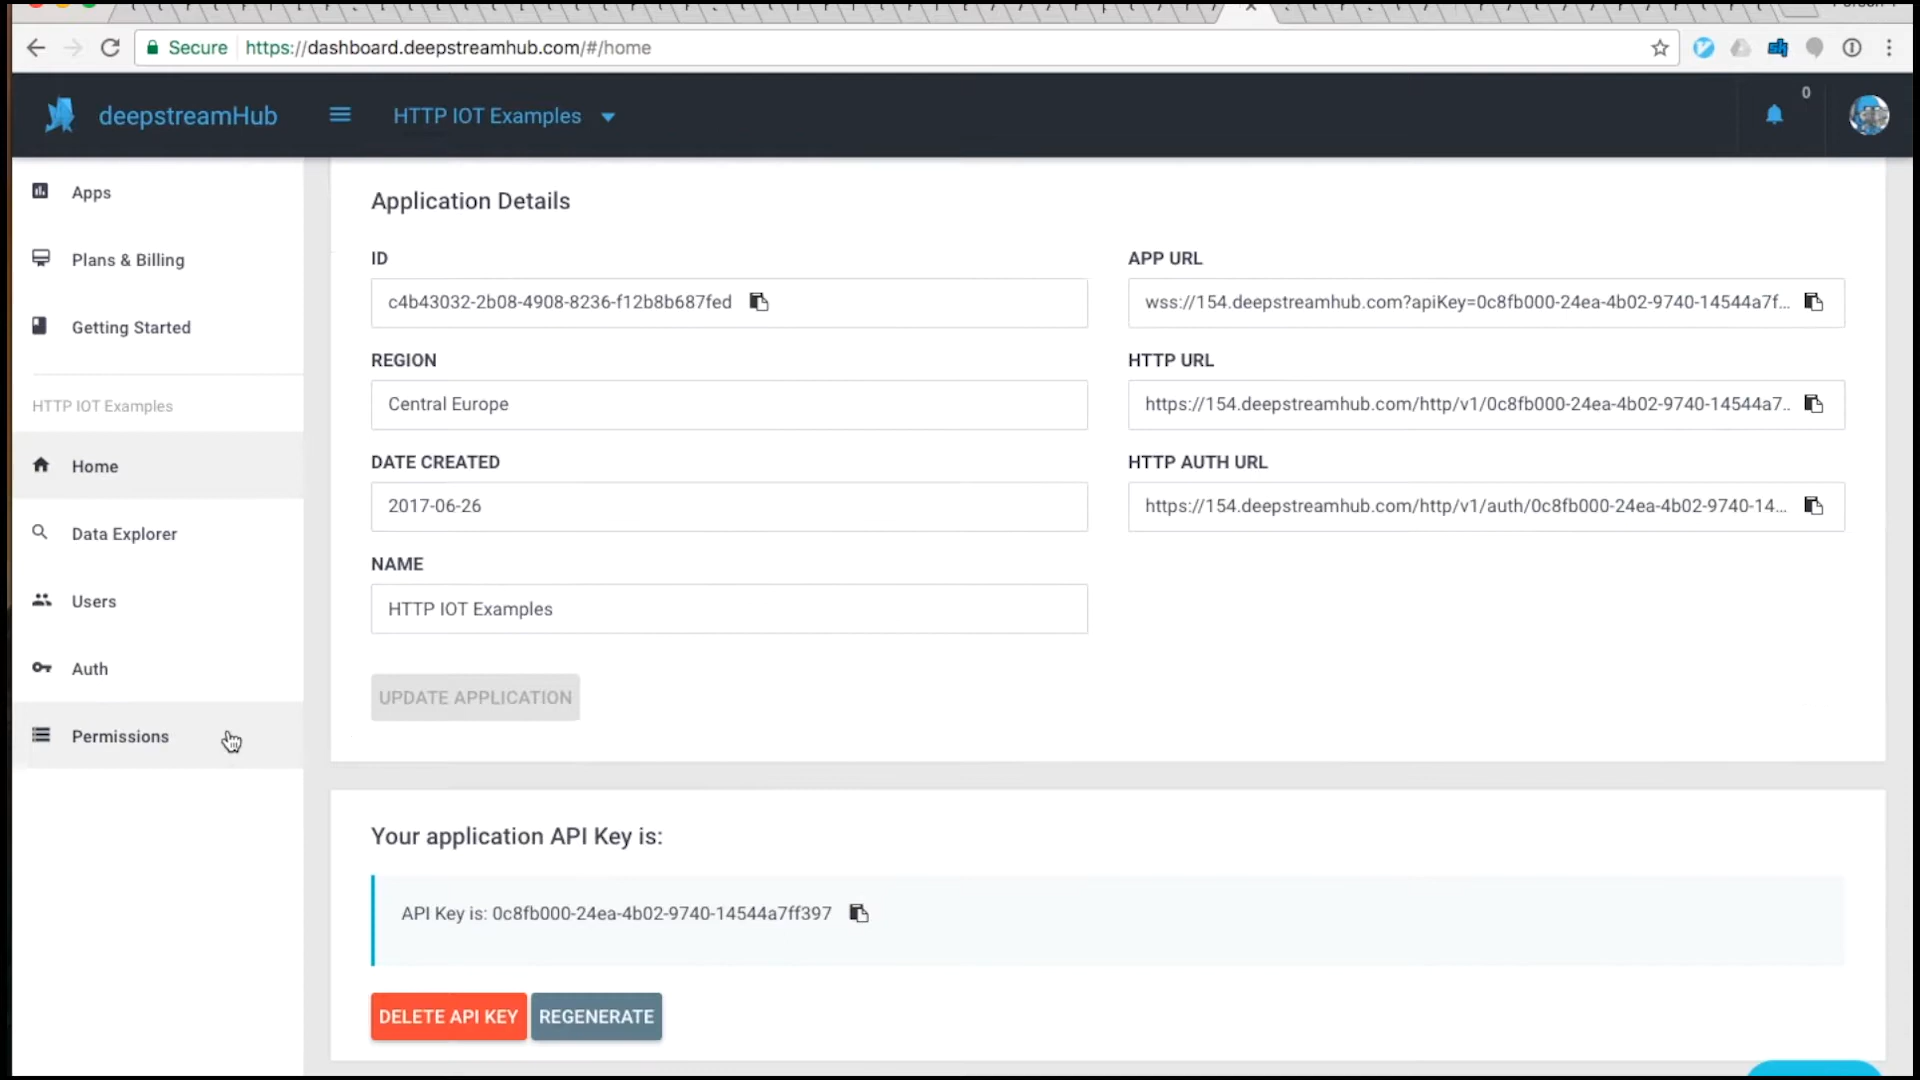 Secure https://dashboard.deepstreamhub.com/#/home
deepstreamHub HTTP IOT Examples 0
Apps
Plans & Billing
Getting Started
HTTP IOT Examples
Home
Data Explorer
Users
Auth
Permissions
Application Details
ID
c4b43032-2b08-4908-8236-f12b8b687fed
REGION
Central Europe
DATE CREATED
2017-06-26
NAME
HTTP IOT Examples
UPDATE APPLICATION
APP URL
wss://154.deepstreamhub.com?apiKey=0c8fb000-24ea-4b02-9740-14544a7f...
HTTP URL
https://154.deepstreamhub.com/http/v1/0c8fb000-24ea-4b02-9740-14544a7..
HTTP AUTH URL
https://154.deepstreamhub.com/http/v1/auth/0c8fb000-24ea-4b02-9740-14...
Your application API Key is:
API Key is: 0c8fb000-24ea-4b02-9740-14544a7ff397
DELETE API KEY REGENERATE